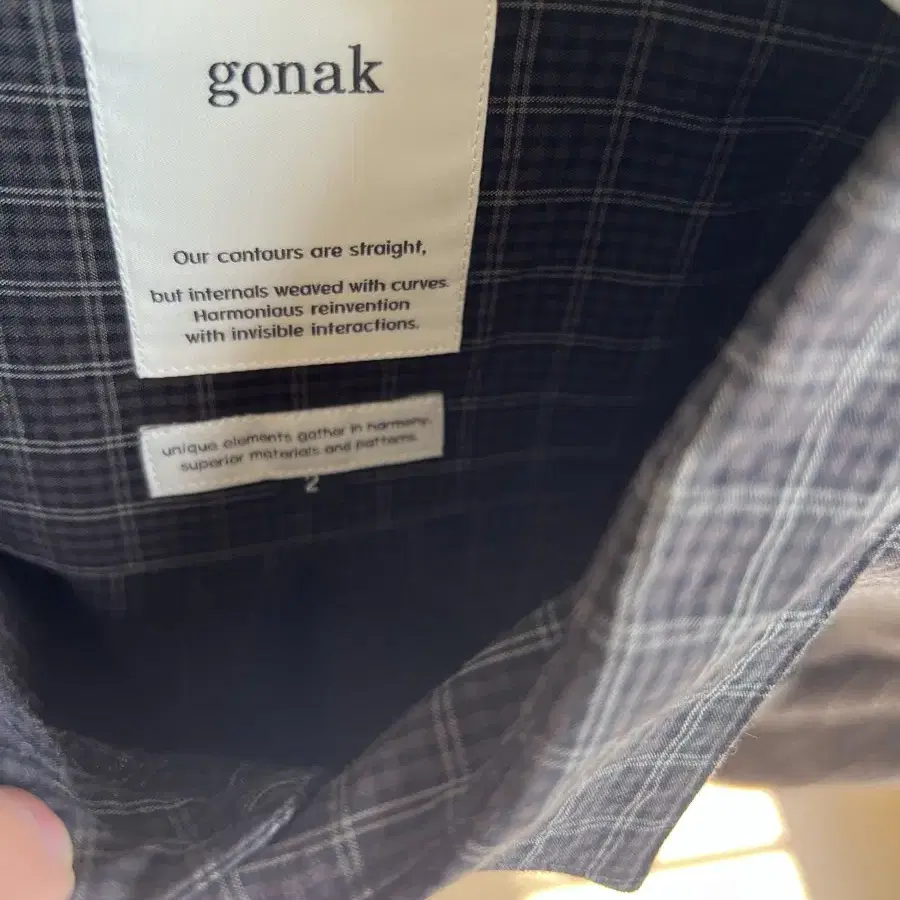 gonak
Our contours are straight,
but internals weaved with curves.
Harmonious reinvention
with invisible interactions.
unique elements gather in harmony.
superior materials and patterns.
2